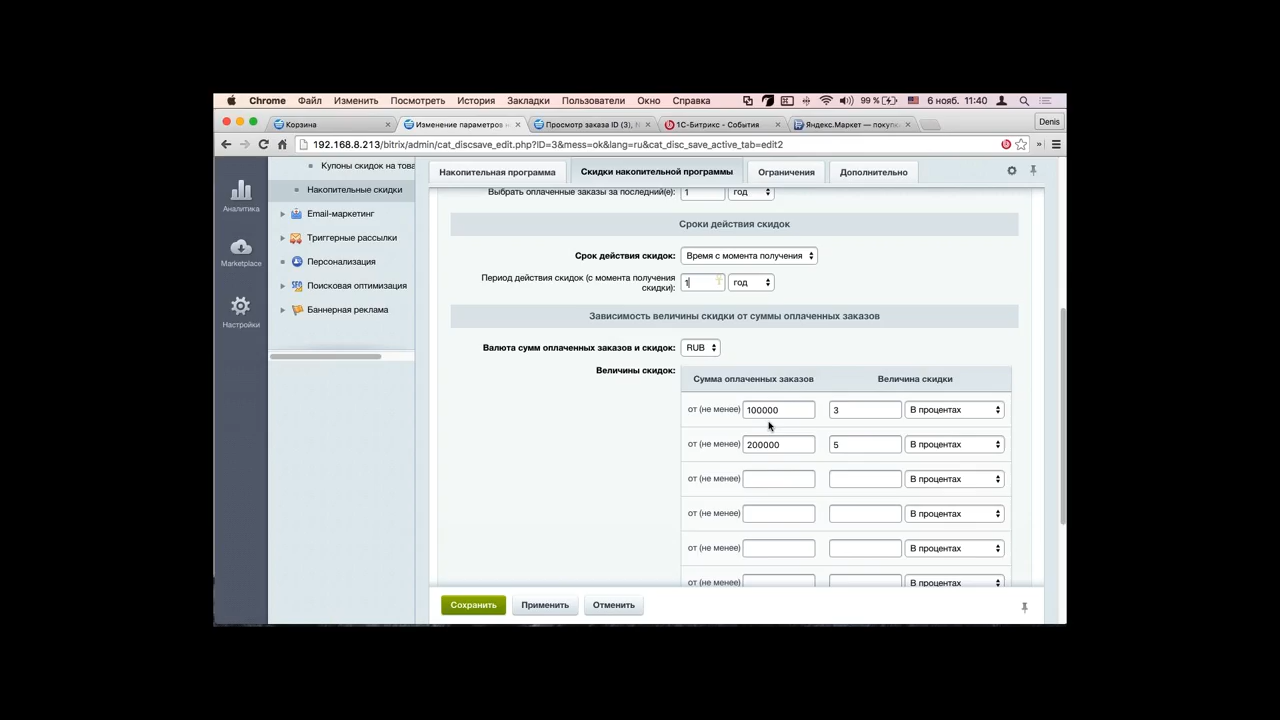 Chrome Файл Изменить Посмотреть История Закладки Пользователи Окно Справка 99 % 6 нояб. 11:40
Корзина × Изменение параметров × Просмотр заказа ID (3), × 1С-Битрикс - События × Яндекс.Маркет — покупк × Denis
192.168.8.213/bitrix/admin/cat_discsave_edit.php?ID=3&mess=ok&lang=ru&cat_disc_save_active_tab=edit2
Аналитика
Marketplace
Настройки
Купоны скидок на това
Накопительные скидки
Email-маркетинг
Триггерные рассылки
Персонализация
Поисковая оптимизация
Баннерная реклама
Накопительная программа Скидки накопительной программы Ограничения Дополнительно
Выбрать оплаченные заказы за последний(е): 1 год
Сроки действия скидок
Срок действия скидок: Время с момента получения
Период действия скидок (с момента получения
скидки): 1 год
Зависимость величины скидки от суммы оплаченных заказов
Валюта сумм оплаченных заказов и скидок: RUB
Величины скидок:
Сумма оплаченных заказов Величина скидки
от (не менее) 100000 3 В процентах
от (не менее) 200000 5 В процентах
от (не менее) В процентах
от (не менее) В процентах
от (не менее) В процентах
от (не менее) В процентах
Сохранить Применить Отменить